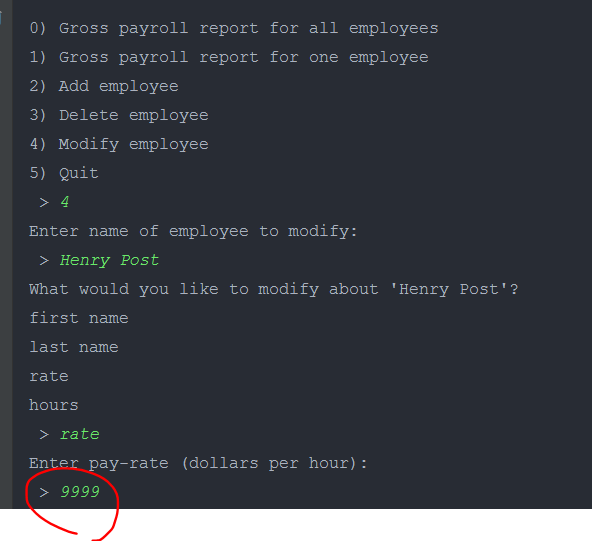 0) Gross payroll report for all employees
1) Gross payroll report for one employee
2) Add employee
3) Delete employee
4) Modify employee
5) Quit
> 4
Enter name of employee to modify:
> Henry Post
What would you like to modify about 'Henry Post'?
first name
last name
rate
hours
> rate
Enter pay-rate (dollars per hour):
> 9999